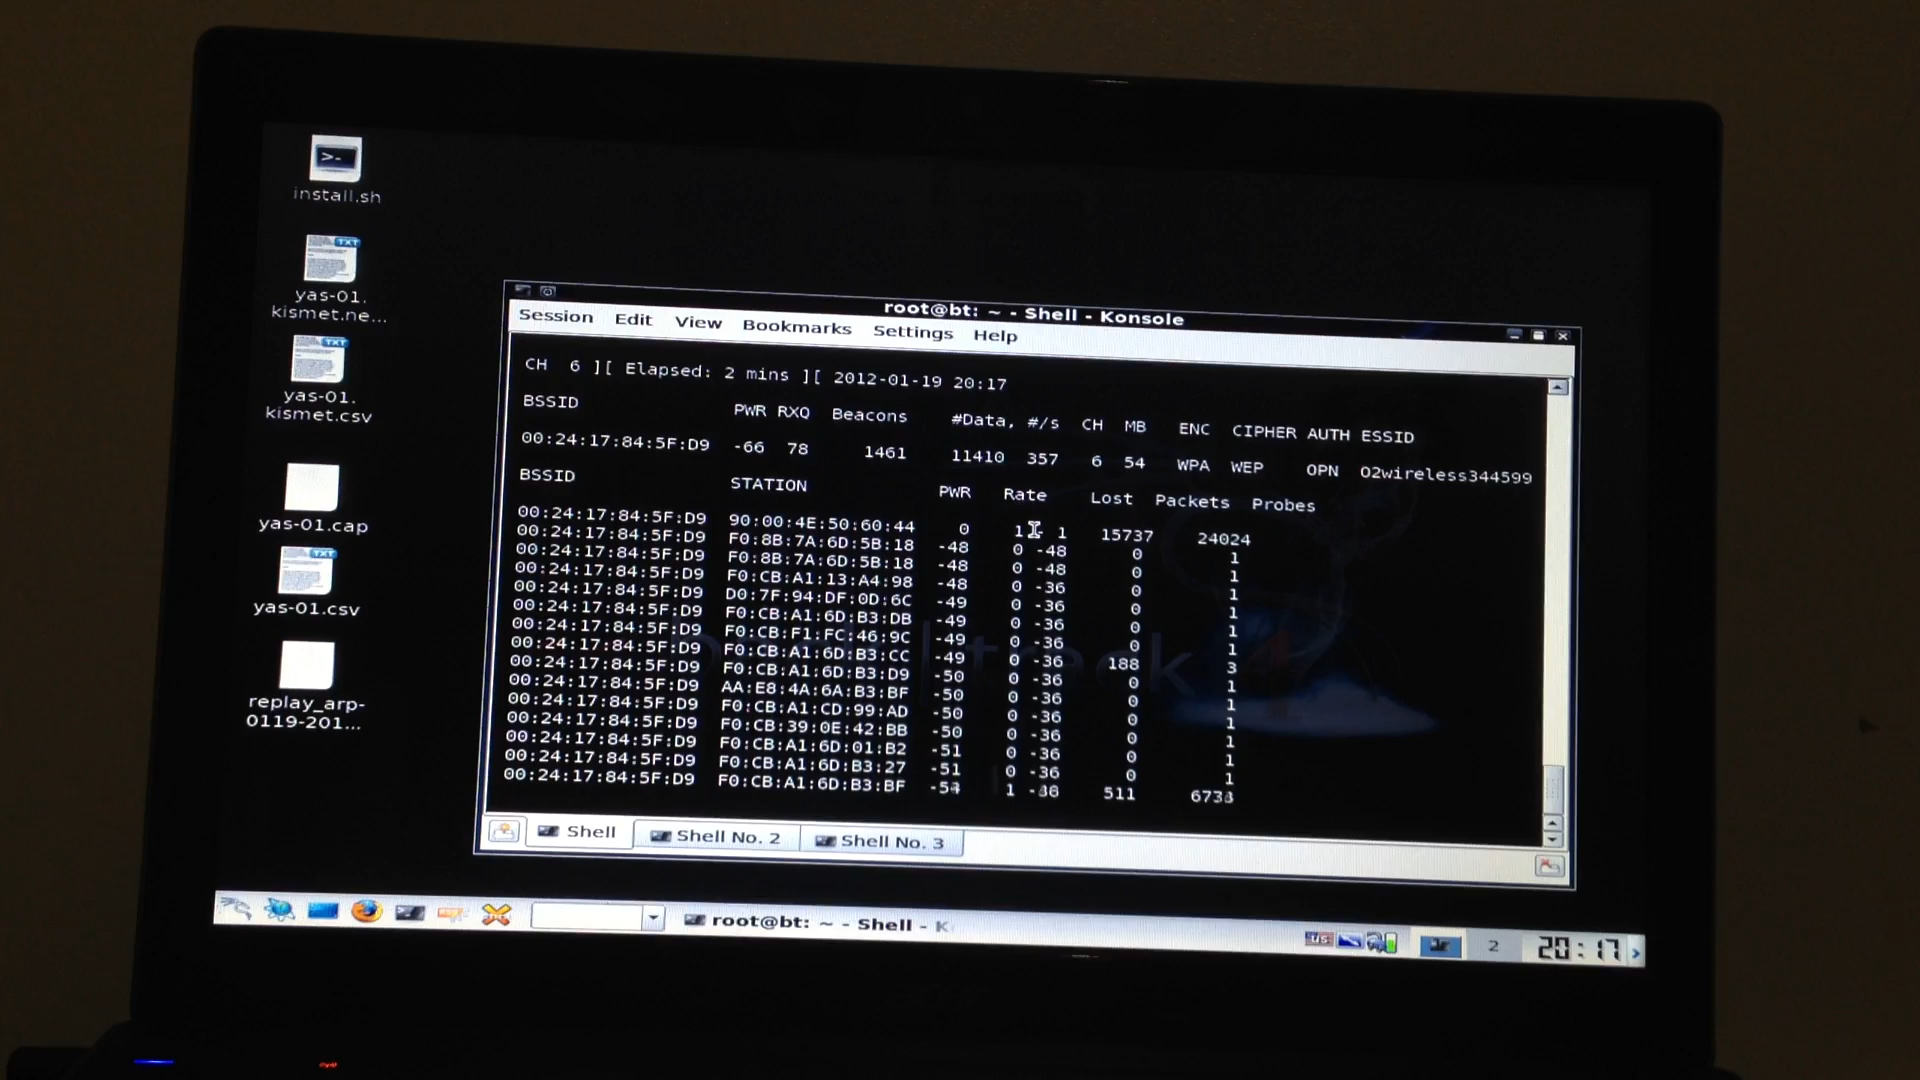 install.sh
yas-01.
kismet.ne...
yas-01.
kismet.csv
yas-01.cap
yas-01.csv
replay_arp-
0119-201...
root@bt: ~ - Shell - Konsole
Session Edit View Bookmarks Settings Help
CH 6 ][ Elapsed: 2 mins ][ 2012-01-19 20:17
BSSID PWR RXQ Beacons #Data, #/s CH MB ENC CIPHER AUTH ESSID
00:24:17:84:5F:D9 -66 78 1461 11410 357 6 54 WPA WEP OPN O2wireless344599
BSSID STATION PWR Rate Lost Packets Probes
00:24:17:84:5F:D9 90:00:4E:50:60:44 0 1 - 1 15737 24024
00:24:17:84:5F:D9 F0:8B:7A:6D:5B:18 -48 0 -48 0 1
00:24:17:84:5F:D9 F0:8B:7A:6D:5B:18 -48 0 -48 0 1
00:24:17:84:5F:D9 F0:CB:A1:13:A4:98 -48 0 -36 0 1
00:24:17:84:5F:D9 D0:7F:94:DF:0D:6C -49 0 -36 0 1
00:24:17:84:5F:D9 F0:CB:A1:6D:B3:DB -49 0 -36 0 1
00:24:17:84:5F:D9 F0:CB:F1:FC:46:9C -49 0 -36 0 1
00:24:17:84:5F:D9 F0:CB:A1:6D:B3:CC -49 0 -36 188 3
00:24:17:84:5F:D9 F0:CB:A1:6D:B3:D9 -50 0 -36 0 1
00:24:17:84:5F:D9 AA:E8:4A:6A:B3:BF -50 0 -36 0 1
00:24:17:84:5F:D9 F0:CB:A1:CD:99:AD -50 0 -36 0 1
00:24:17:84:5F:D9 F0:CB:39:0E:42:BB -50 0 -36 0 1
00:24:17:84:5F:D9 F0:CB:A1:6D:01:B2 -51 0 -36 0 1
00:24:17:84:5F:D9 F0:CB:A1:6D:B3:27 -51 0 -36 0 1
00:24:17:84:5F:D9 F0:CB:A1:6D:B3:BF 1 -36 511
Shell Shell No. 2 Shell No. 3
root@bt: ~ - Shell - K
US 2 20:17